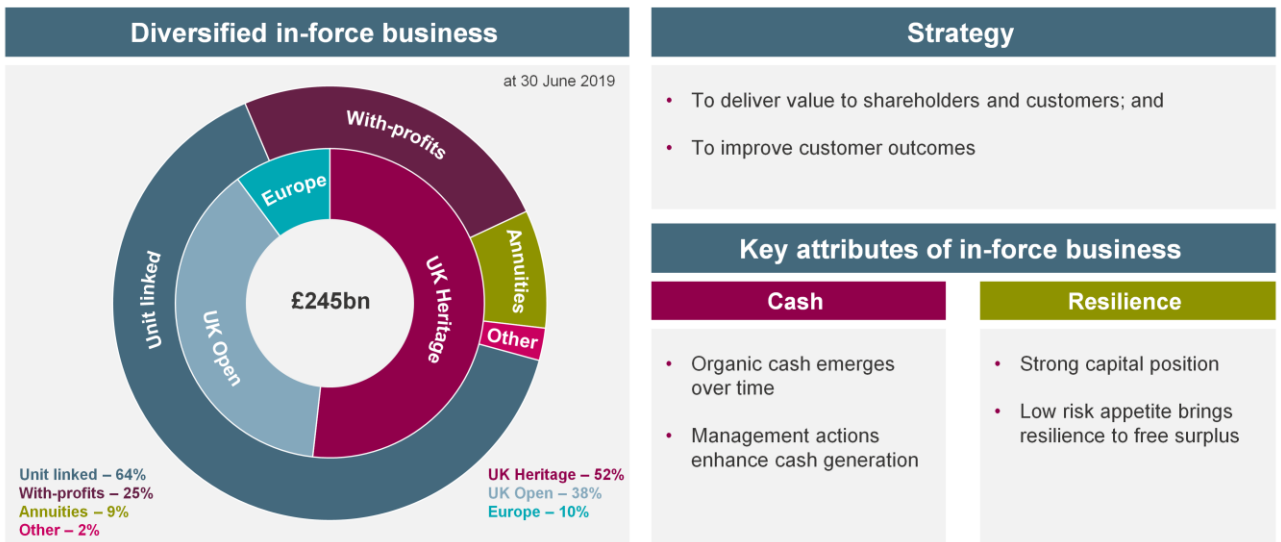 Diversified in-force business
at 30 June 2019
With-profits
Europe
Annuities
Unit linked
£245bn
UK Heritage
UK Open
Other
Unit linked – 64%
With-profits – 25%
Annuities – 9%
Other – 2%
UK Heritage – 52%
UK Open – 38%
Europe – 10%
Strategy
• To deliver value to shareholders and customers; and
• To improve customer outcomes
Key attributes of in-force business
Cash
• Organic cash emerges
over time
• Management actions
enhance cash generation
Resilience
• Strong capital position
• Low risk appetite brings
resilience to free surplus